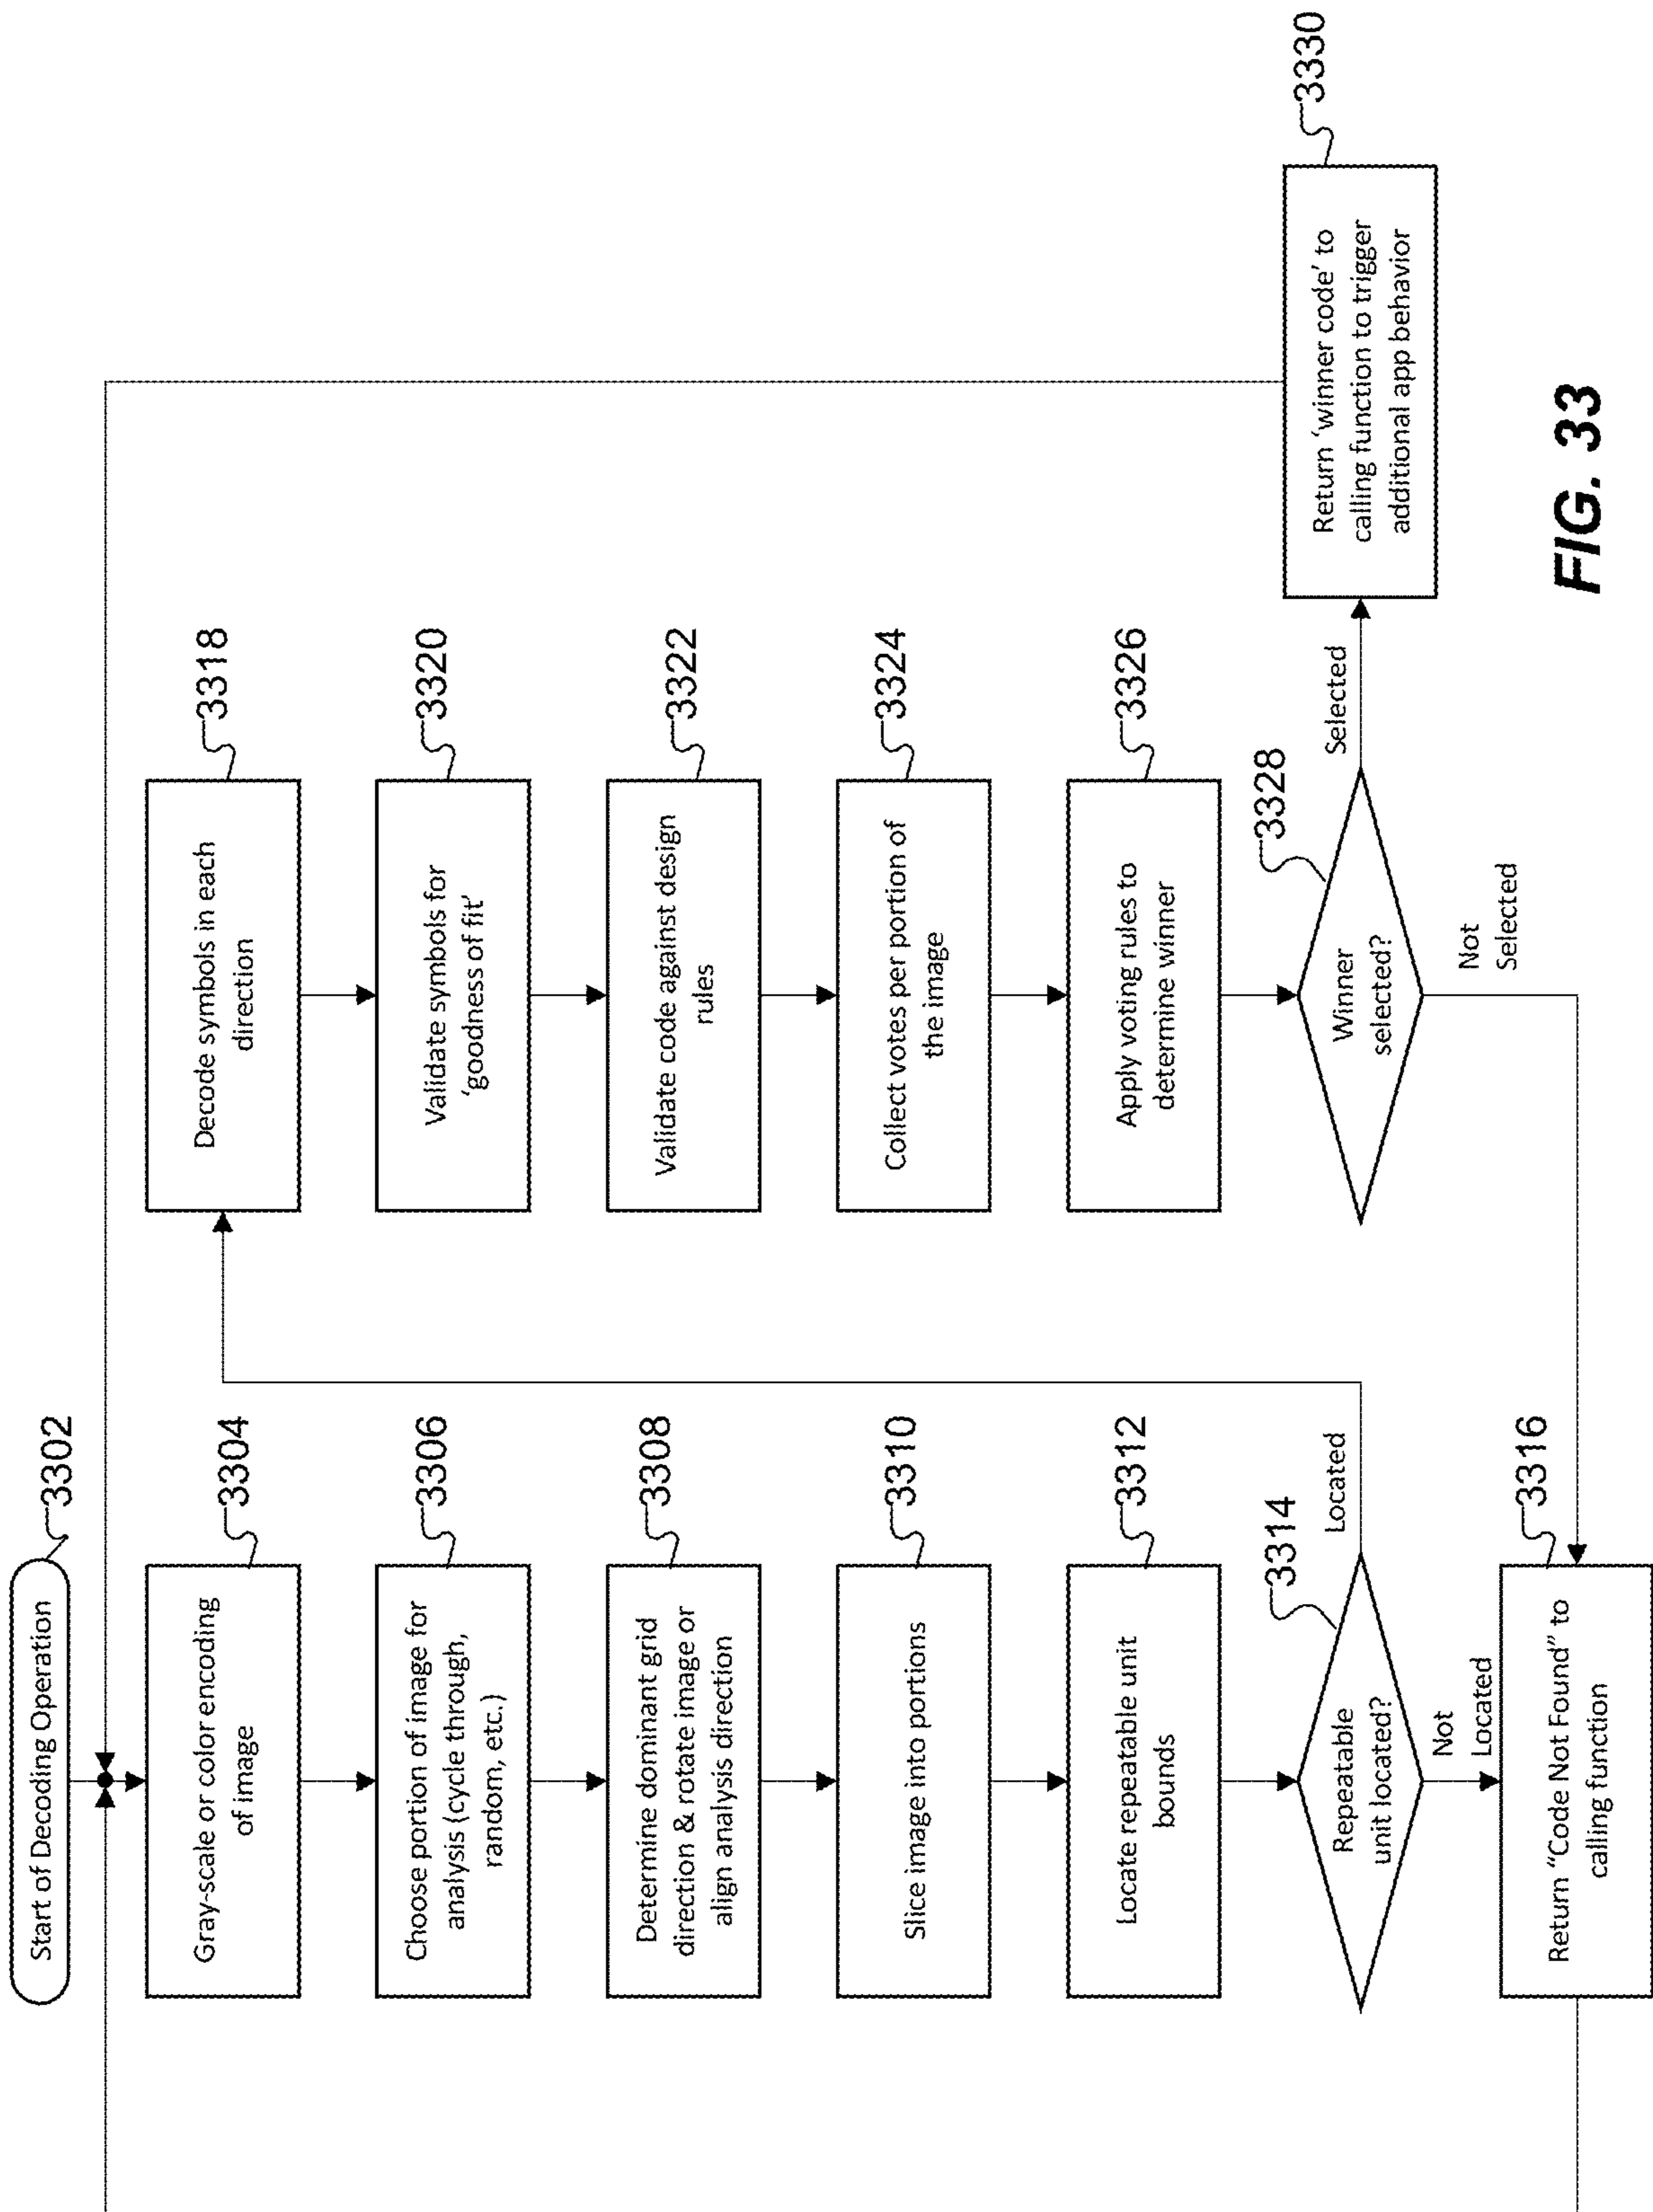 Start of Decoding Operation
3302
Gray-scale or color encoding
of image
3304
Choose portion of image for
analysis (cycle through,
random, etc.)
3306
Determine dominant grid
direction & rotate image or
align analysis direction
3308
Slice image into portions
3310
Locate repeatable unit
bounds
3312
Repeatable
unit located?
3314
Located
Not
Located
Return “Code Not Found” to
calling function
3316
Decode symbols in each
direction
3318
Validate symbols for
‘goodness of fit’
3320
Validate code against design
rules
3322
Collect votes per portion of
the image
3324
Apply voting rules to
determine winner
3326
Winner
selected?
3328
Selected
Not
Selected
Return ‘winner code’ to
calling function to trigger
additional app behavior
3330
FIG. 33